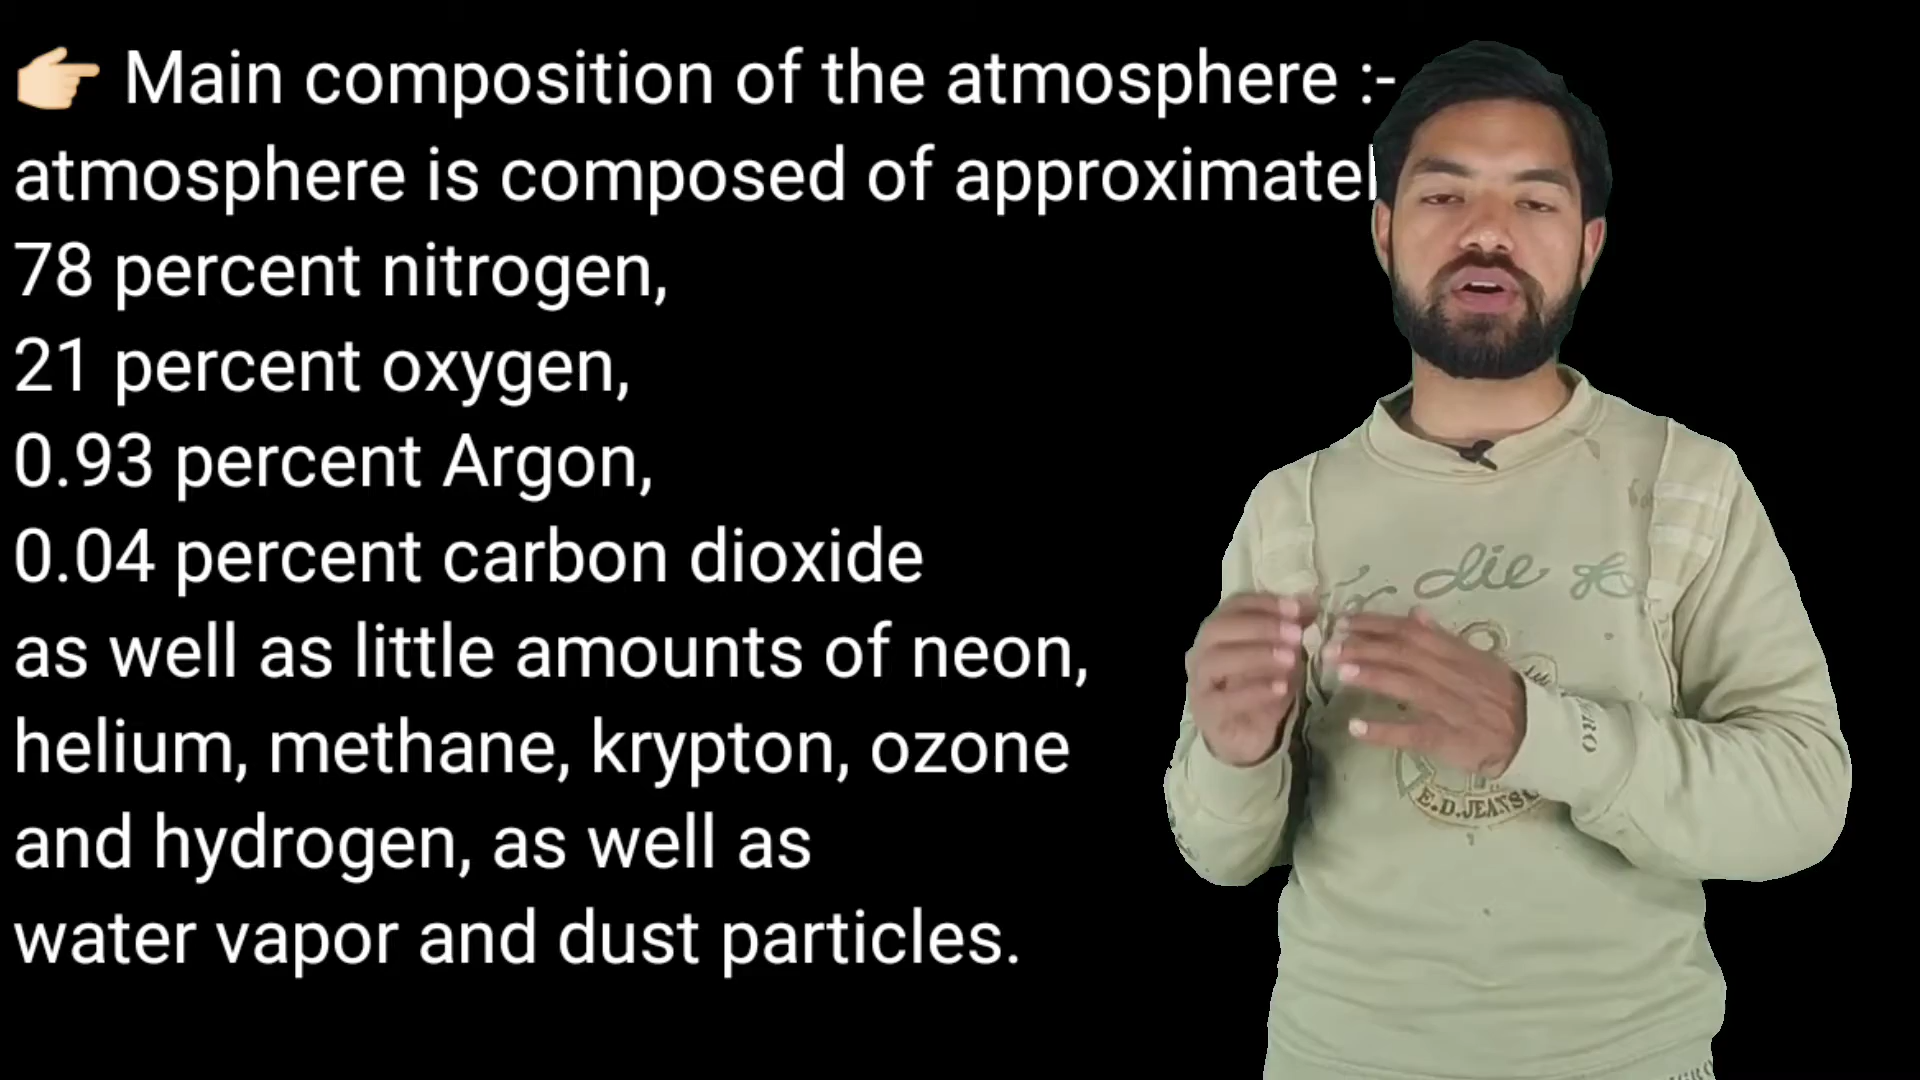 👉 Main composition of the atmosphere :-
atmosphere is composed of
78 percent nitrogen,
21 percent oxygen,
0.93 percent Argon,
0.04 percent carbon dioxide
as well as little amounts of neon,
helium, methane, krypton, ozone
and hydrogen, as well as
water vapor and dust particles.
die
E.D.JEANS